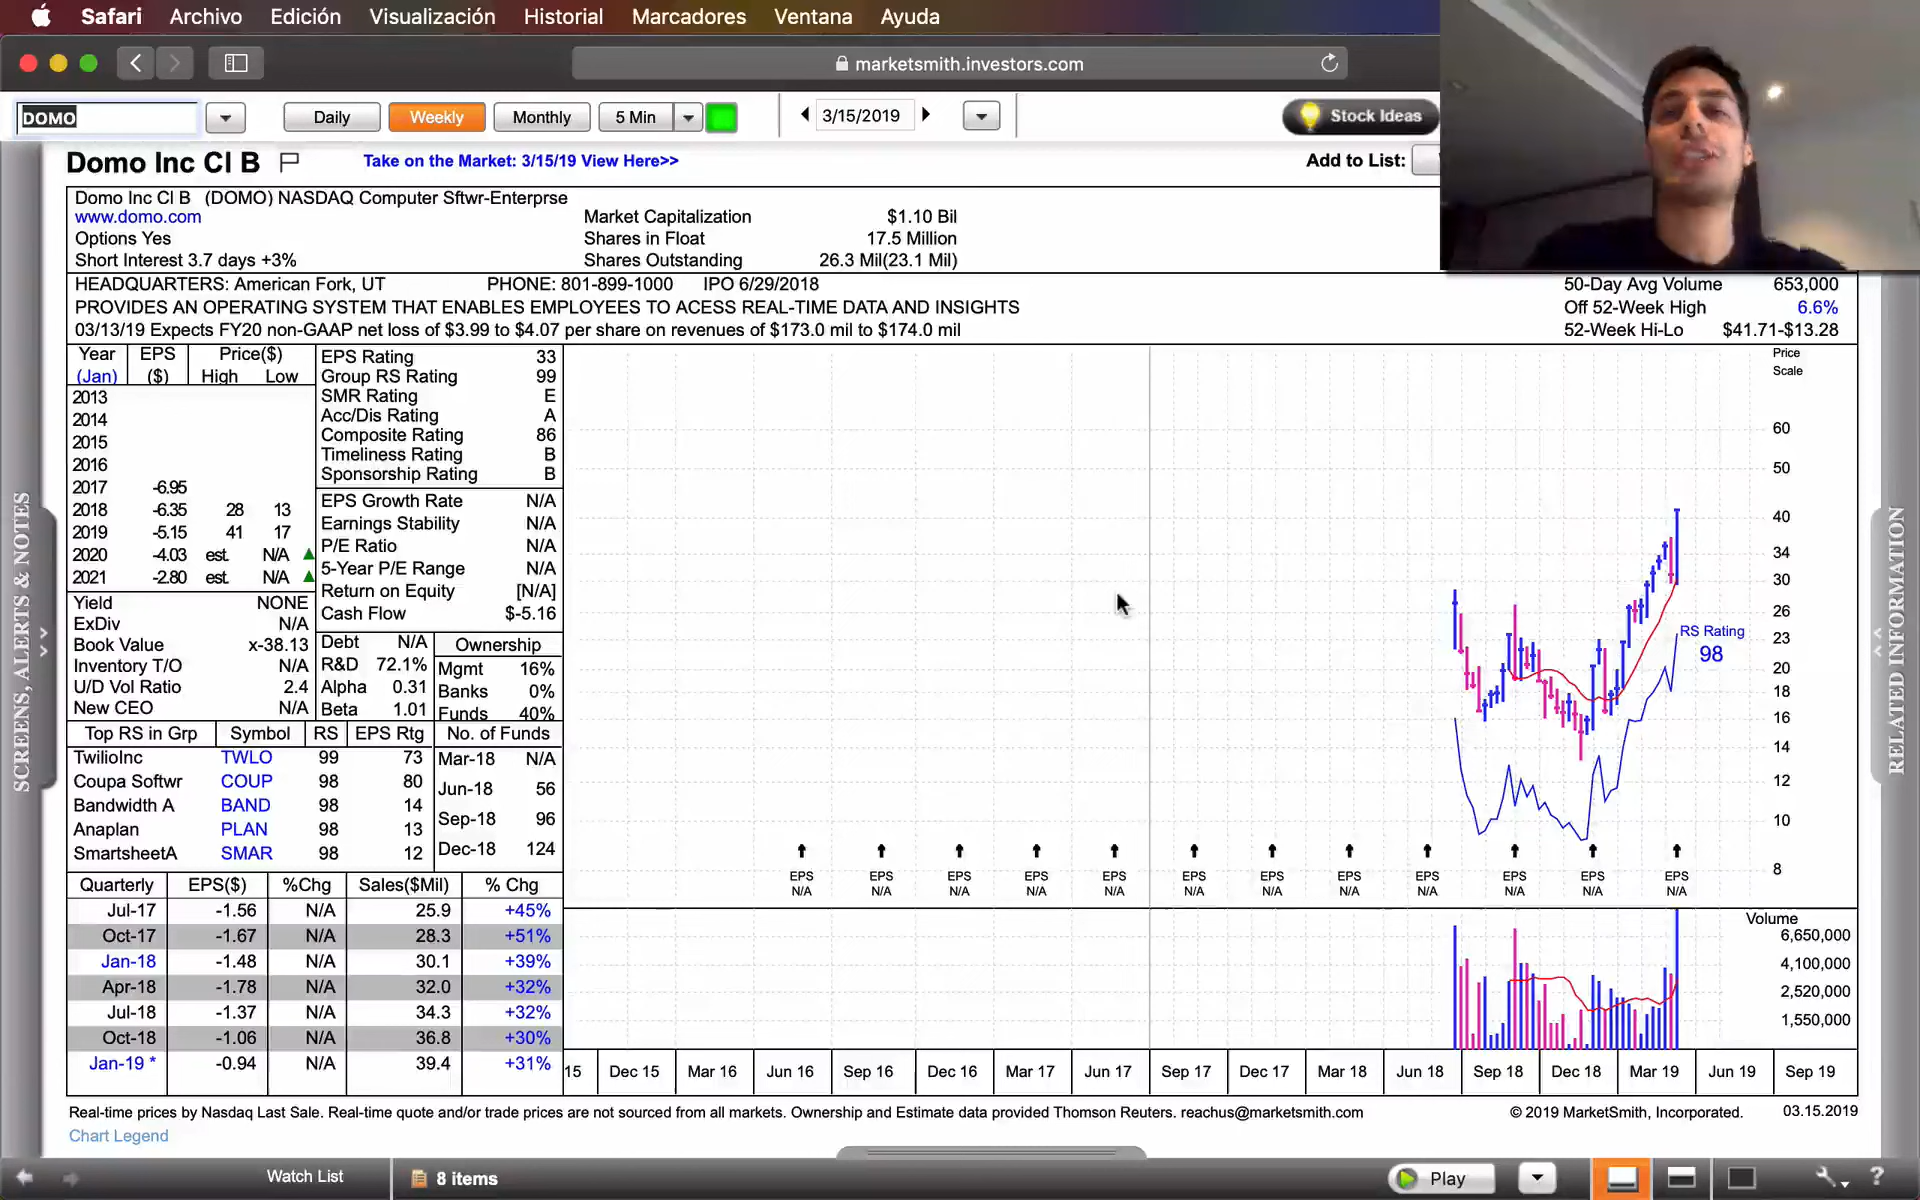 Safari Archivo Edición Visualización Historial Marcadores Ventana Ayuda
marketsmith.investors.com
DOMO Daily Weekly Monthly 5 Min 3/15/2019 Stock Ideas
Domo Inc Cl B Take on the Market: 3/15/19 View Here>> Add to List:
Domo Inc Cl B (DOMO) NASDAQ Computer Sftwr-Enterprse
www.domo.com Market Capitalization $1.10 Bil
Options Yes Shares in Float 17.5 Million
Short Interest 3.7 days +3% Shares Outstanding 26.3 Mil(23.1 Mil)
HEADQUARTERS: American Fork, UT PHONE: 801-899-1000 IPO 6/29/2018 50-Day Avg Volume 653,000
PROVIDES AN OPERATING SYSTEM THAT ENABLES EMPLOYEES TO ACESS REAL-TIME DATA AND INSIGHTS Off 52-Week High 6.6%
03/13/19 Expects FY20 non-GAAP net loss of $3.99 to $4.07 per share on revenues of $173.0 mil to $174.0 mil 52-Week Hi-Lo $41.71-$13.28
Year EPS Price($)
(Jan) ($) High Low
2013
2014
2015
2016
2017 -6.95
2018 -6.35 28 13
2019 -5.15 41 17
2020 -4.03 est. N/A
2021 -2.80 est. N/A
Yield NONE
ExDiv N/A
Book Value x-38.13
Inventory T/O N/A
U/D Vol Ratio 2.4
New CEO N/A
EPS Rating 33
Group RS Rating 99
SMR Rating E
Acc/Dis Rating A
Composite Rating 86
Timeliness Rating B
Sponsorship Rating B
EPS Growth Rate N/A
Earnings Stability N/A
P/E Ratio N/A
5-Year P/E Range N/A
Return on Equity [N/A]
Cash Flow $-5.16
Debt N/A
R&D 72.1%
Alpha 0.31
Beta 1.01
Ownership
Mgmt 16%
Banks 0%
Funds 40%
Top RS in Grp Symbol RS EPS Rtg
TwilioInc TWLO 99 73
Coupa Softwr COUP 98 80
Bandwidth A BAND 98 14
Anaplan PLAN 98 13
SmartsheetA SMAR 98 12
No. of Funds
Mar-18 N/A
Jun-18 56
Sep-18 96
Dec-18 124
Quarterly EPS($) %Chg Sales($Mil) % Chg
Jul-17 -1.56 N/A 25.9 +45%
Oct-17 -1.67 N/A 28.3 +51%
Jan-18 -1.48 N/A 30.1 +39%
Apr-18 -1.78 N/A 32.0 +32%
Jul-18 -1.37 N/A 34.3 +32%
Oct-18 -1.06 N/A 36.8 +30%
Jan-19 * -0.94 N/A 39.4 +31%
Price
Scale
60
50
40
34
30
26
23
20
18
16
14
12
10
8
RS Rating
98
EPS EPS EPS EPS EPS EPS EPS EPS EPS EPS EPS EPS
N/A N/A N/A N/A N/A N/A N/A N/A N/A N/A N/A N/A
Volume
6,650,000
4,100,000
2,520,000
1,550,000
15 Dec 15 Mar 16 Jun 16 Sep 16 Dec 16 Mar 17 Jun 17 Sep 17 Dec 17 Mar 18 Jun 18 Sep 18 Dec 18 Mar 19 Jun 19 Sep 19
Real-time prices by Nasdaq Last Sale. Real-time quote and/or trade prices are not sourced from all markets. Ownership and Estimate data provided Thomson Reuters. reachus@marketsmith.com © 2019 MarketSmith, Incorporated. 03.15.2019
Chart Legend
SCREENS, ALERTS & NOTES
RELATED INFORMATION
Watch List 8 items Play ?